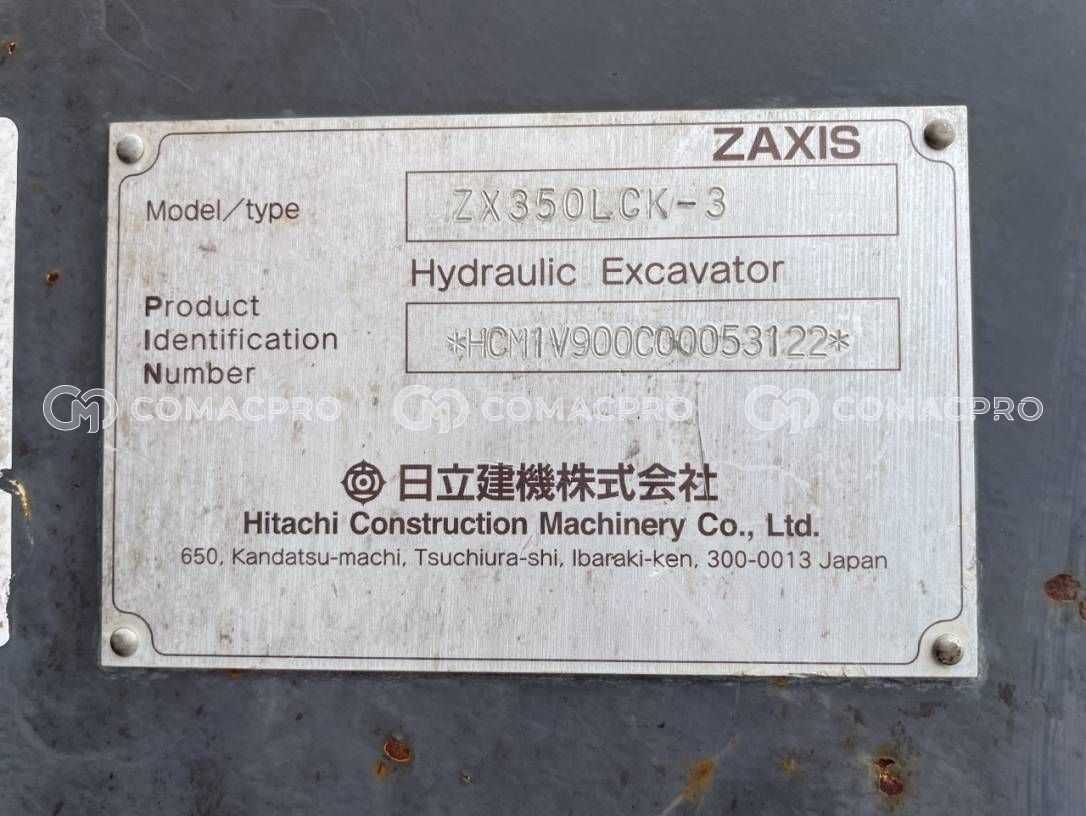 ZAXIS
Model/type ZX350LCK-3
Hydraulic Excavator
Product
Identification
Number
*HCM1V900C00053122*
COMACPRO COMACPRO COMACPRO
日立建機株式会社
Hitachi Construction Machinery Co., Ltd.
650, Kandatsu-machi, Tsuchiura-shi, Ibaraki-ken, 300-0013 Japan